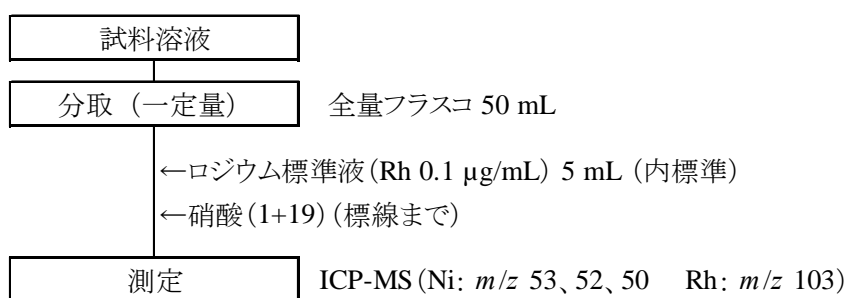 試料溶液
分取（一定量） 全量フラスコ 50 mL
←ロジウム標準液（Rh 0.1 µg/mL） 5 mL （内標準）
←硝酸（1+19）（標線まで）
測定 ICP-MS（Ni: m/z 53、52、50 Rh: m/z 103）